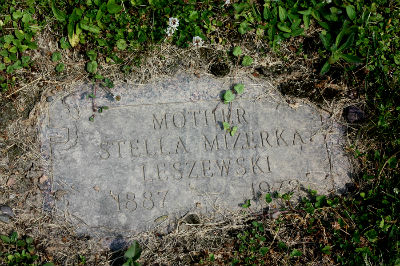 MOTHER
STELLA MIZERKA
LESZEWSKI
1887